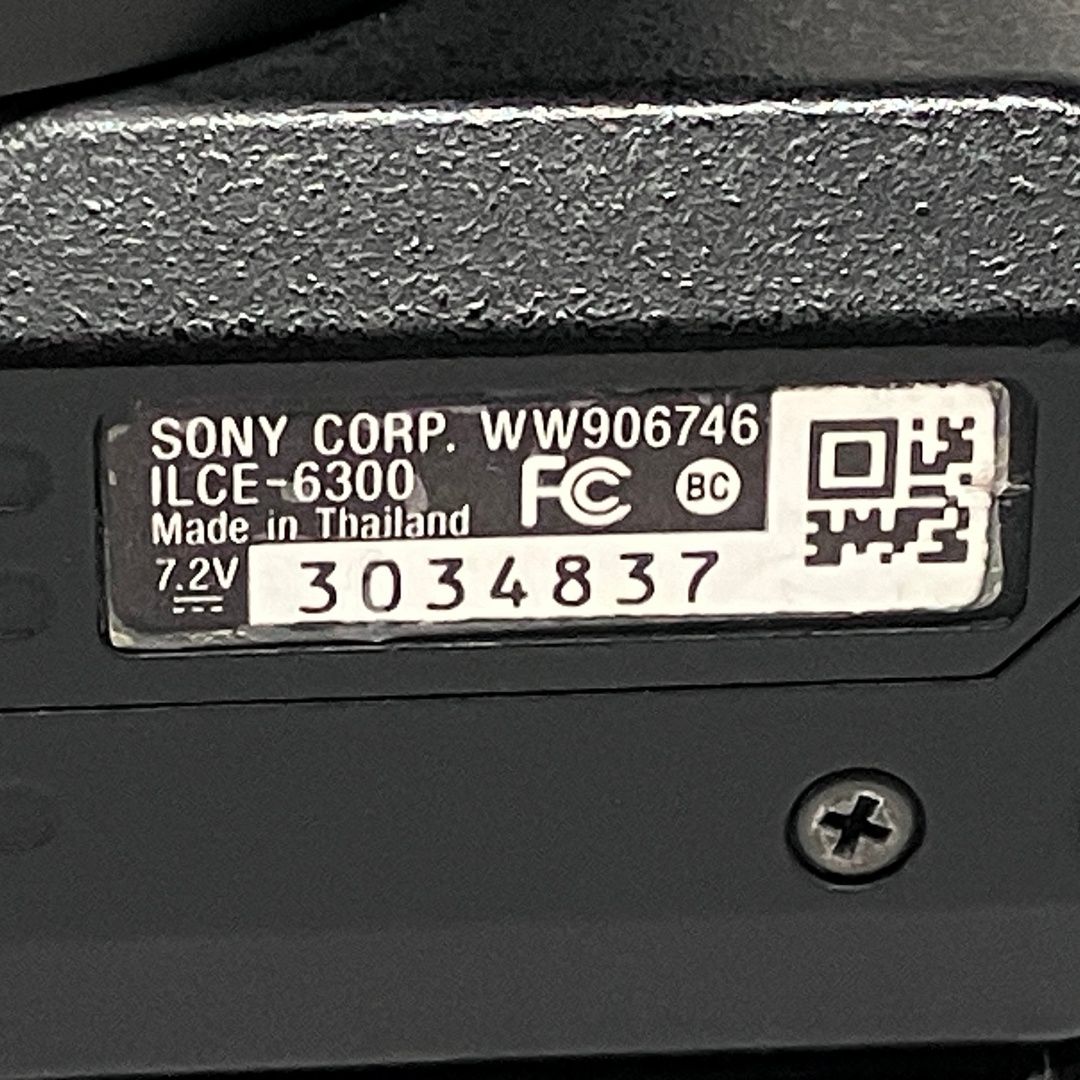 SONY CORP. WW906746
ILCE-6300 FC BC
Made in Thailand
7.2V 3034837